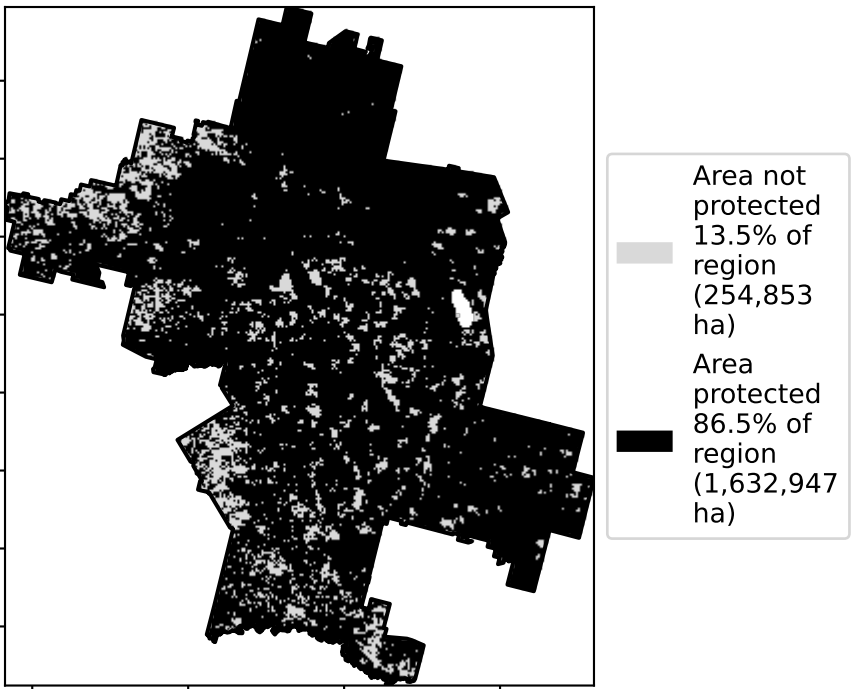 Area not
protected
13.5% of
region
(254,853
ha)
Area
protected
86.5% of
region
(1,632,947
ha)